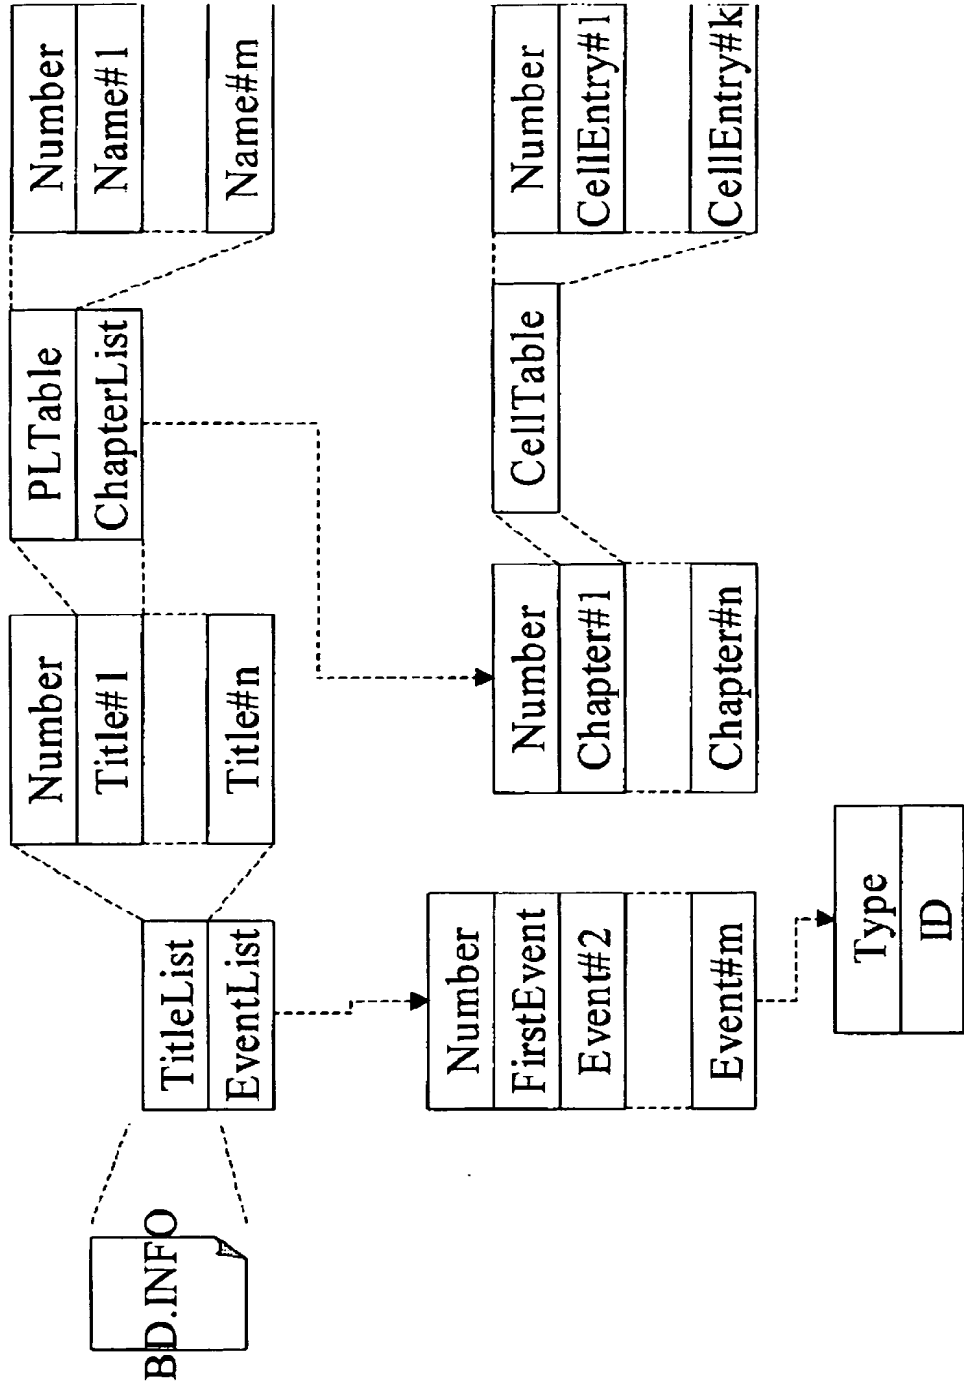 BD.INFO
TitleList
EventList
Number
Title#1
Title#n
PLTable
ChapterList
Number
Name#1
Name#m
Number
FirstEvent
Event#2
Event#m
Type
ID
Number
Chapter#1
Chapter#n
CellTable
Number
CellEntry#1
CellEntry#k